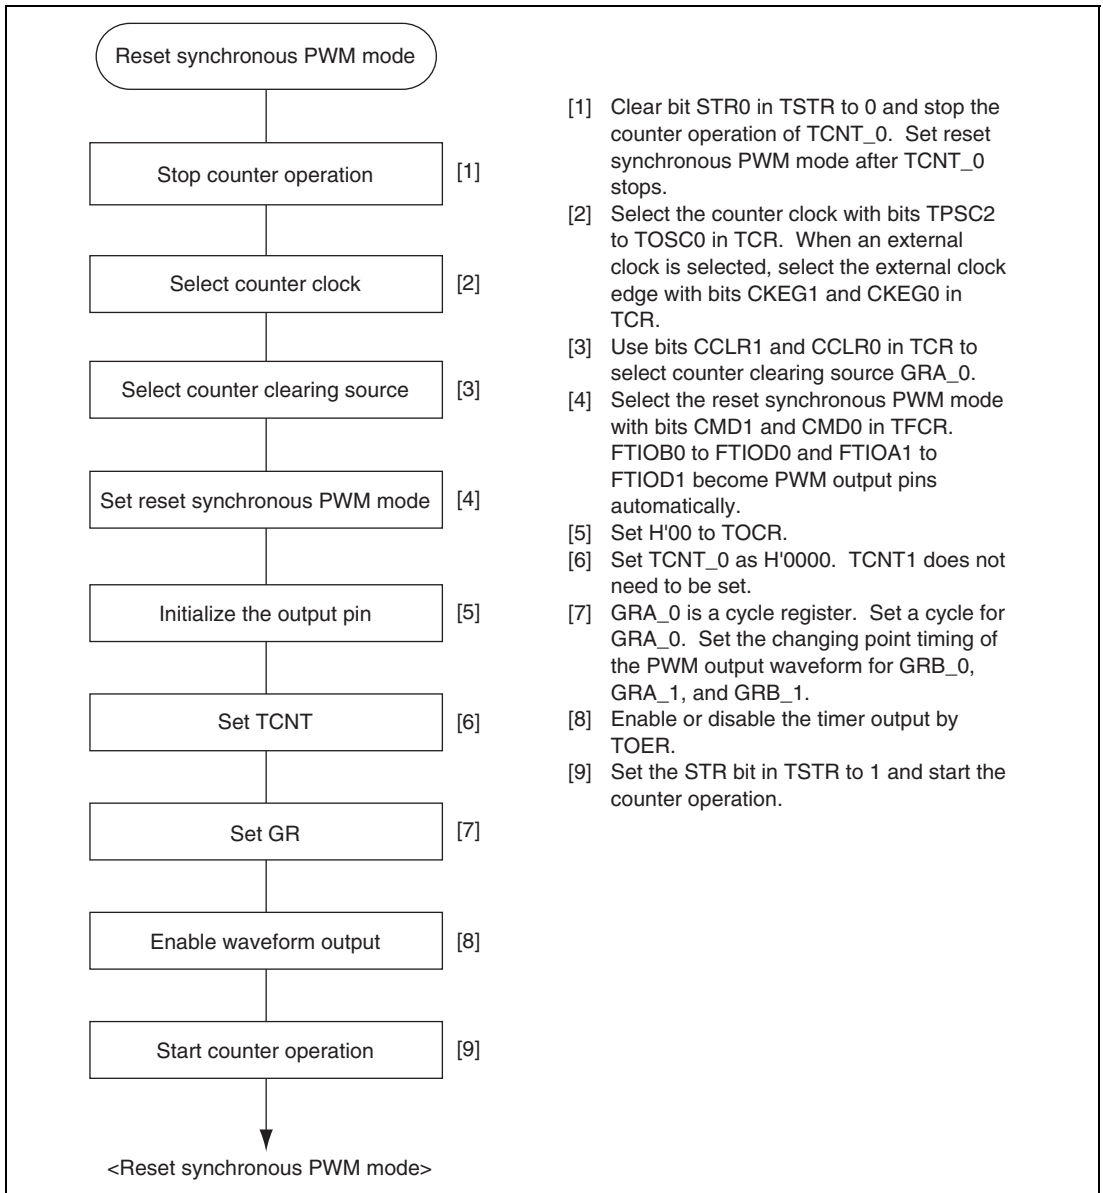 Reset synchronous PWM mode
Stop counter operation [1]
Select counter clock [2]
Select counter clearing source [3]
Set reset synchronous PWM mode [4]
Initialize the output pin [5]
Set TCNT [6]
Set GR [7]
Enable waveform output [8]
Start counter operation [9]
<Reset synchronous PWM mode>
[1] Clear bit STR0 in TSTR to 0 and stop the
counter operation of TCNT_0. Set reset
synchronous PWM mode after TCNT_0
stops.
[2] Select the counter clock with bits TPSC2
to TOSC0 in TCR. When an external
clock is selected, select the external clock
edge with bits CKEG1 and CKEG0 in
TCR.
[3] Use bits CCLR1 and CCLR0 in TCR to
select counter clearing source GRA_0.
[4] Select the reset synchronous PWM mode
with bits CMD1 and CMD0 in TFCR.
FTIOB0 to FTIOD0 and FTIOA1 to
FTIOD1 become PWM output pins
automatically.
[5] Set H'00 to TOCR.
[6] Set TCNT_0 as H'0000. TCNT1 does not
need to be set.
[7] GRA_0 is a cycle register. Set a cycle for
GRA_0. Set the changing point timing of
the PWM output waveform for GRB_0,
GRA_1, and GRB_1.
[8] Enable or disable the timer output by
TOER.
[9] Set the STR bit in TSTR to 1 and start the
counter operation.